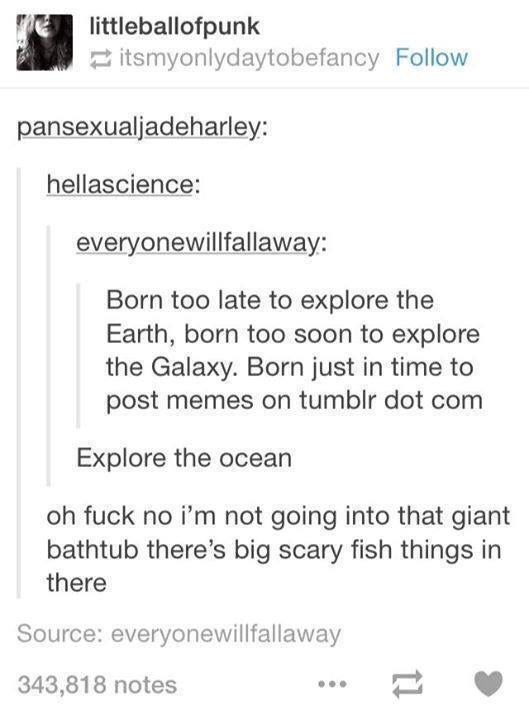 littleballofpunk
itsmyonlydaytobefancy Follow
pansexualjadeharley:
hellascience:
everyonewillfallaway:
Born too late to explore the
Earth, born too soon to explore
the Galaxy. Born just in time to
post memes on tumblr dot com
Explore the ocean
oh fuck no i'm not going into that giant
bathtub there's big scary fish things in
there
Source: everyonewillfallaway
343,818 notes